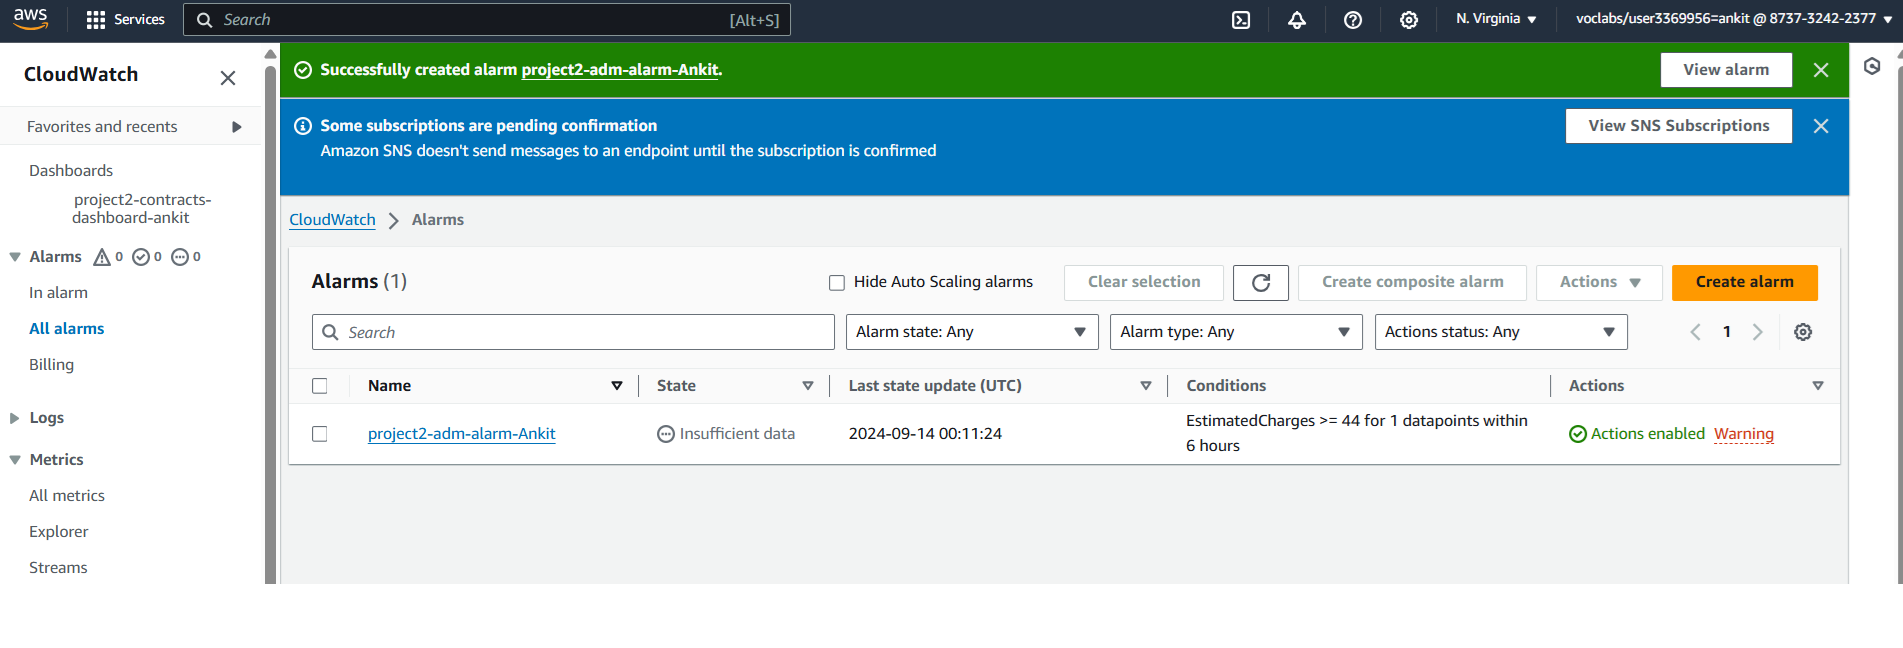 aws
Services
Search
[Alt+S]
N. Virginia
voclabs/user3369956=ankit @ 8737-3242-2377
CloudWatch
Favorites and recents
Dashboards
project2-contracts-
dashboard-ankit
Alarms 0 0 0
In alarm
All alarms
Billing
Logs
Metrics
All metrics
Explorer
Streams
Successfully created alarm project2-adm-alarm-Ankit.
View alarm
Some subscriptions are pending confirmation
Amazon SNS doesn't send messages to an endpoint until the subscription is confirmed
View SNS Subscriptions
CloudWatch > Alarms
Alarms (1)
Hide Auto Scaling alarms
Clear selection
Create composite alarm
Actions
Create alarm
Search
Alarm state: Any
Alarm type: Any
Actions status: Any
1
Name
State
Last state update (UTC)
Conditions
Actions
project2-adm-alarm-Ankit
Insufficient data
2024-09-14 00:11:24
EstimatedCharges >= 44 for 1 datapoints within
6 hours
Actions enabled Warning